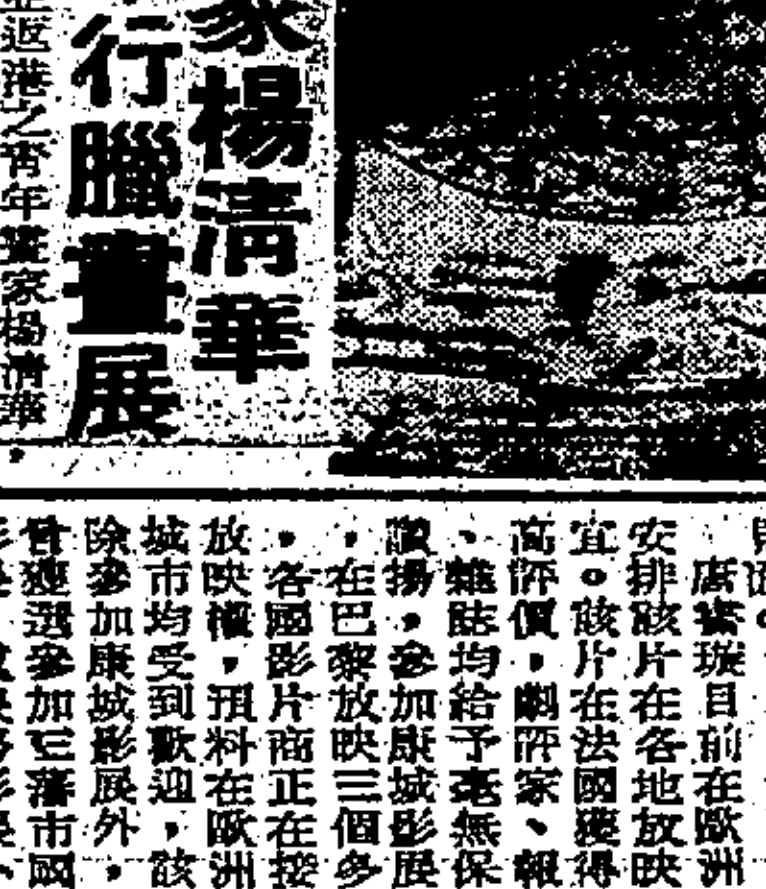 家楊清華
行臘畫展
返港之青年畫家楊清華
唐書璇目前在歐洲
安排該片在各地放映
宜。該片在法國獲得
高評價，劇評家、報
、雜誌均給予毫無保
讚揚，參加康城影展
，在巴黎放映三個多
，各國影片商正在接
放映權，預料在歐洲
城市均受到歡迎，該
除參加康城影展外，
曾獲選參加三藩市國